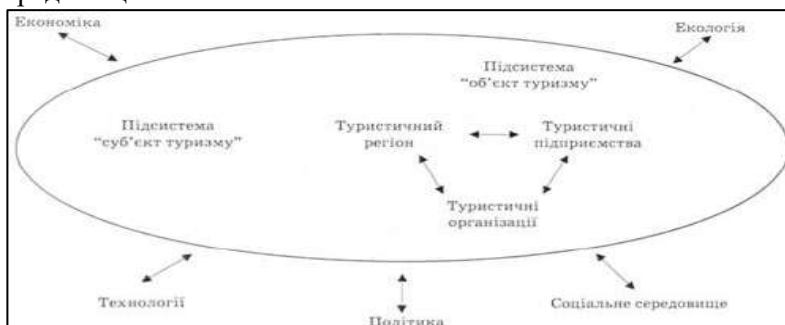 Економіка
Екологія
Підсистема
“об’єкт туризму”
Підсистема
“суб’єкт туризму”
Туристичний
регіон
Туристичні
підприємства
Туристичні
організації
Технології
Політика
Соціальне середовище